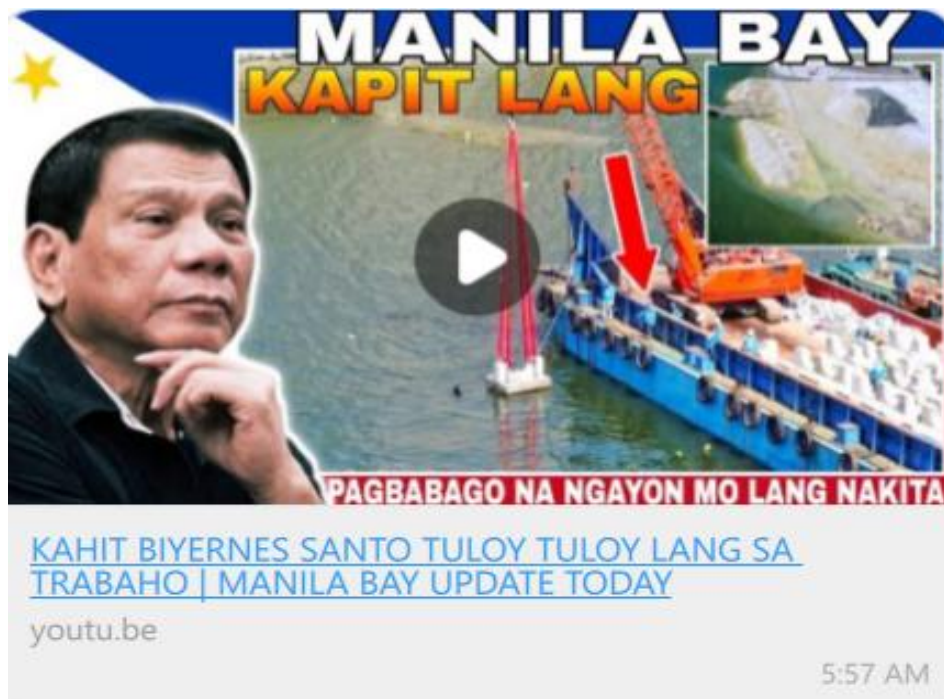 MANILA BAY
KAPIT LANG
PAGBABAGO NA NGAYON MO LANG NAKITA
KAHIT BIYERNES SANTO TULOY TULOY LANG SA
TRABAHO | MANILA BAY UPDATE TODAY
youtu.be
5:57 AM